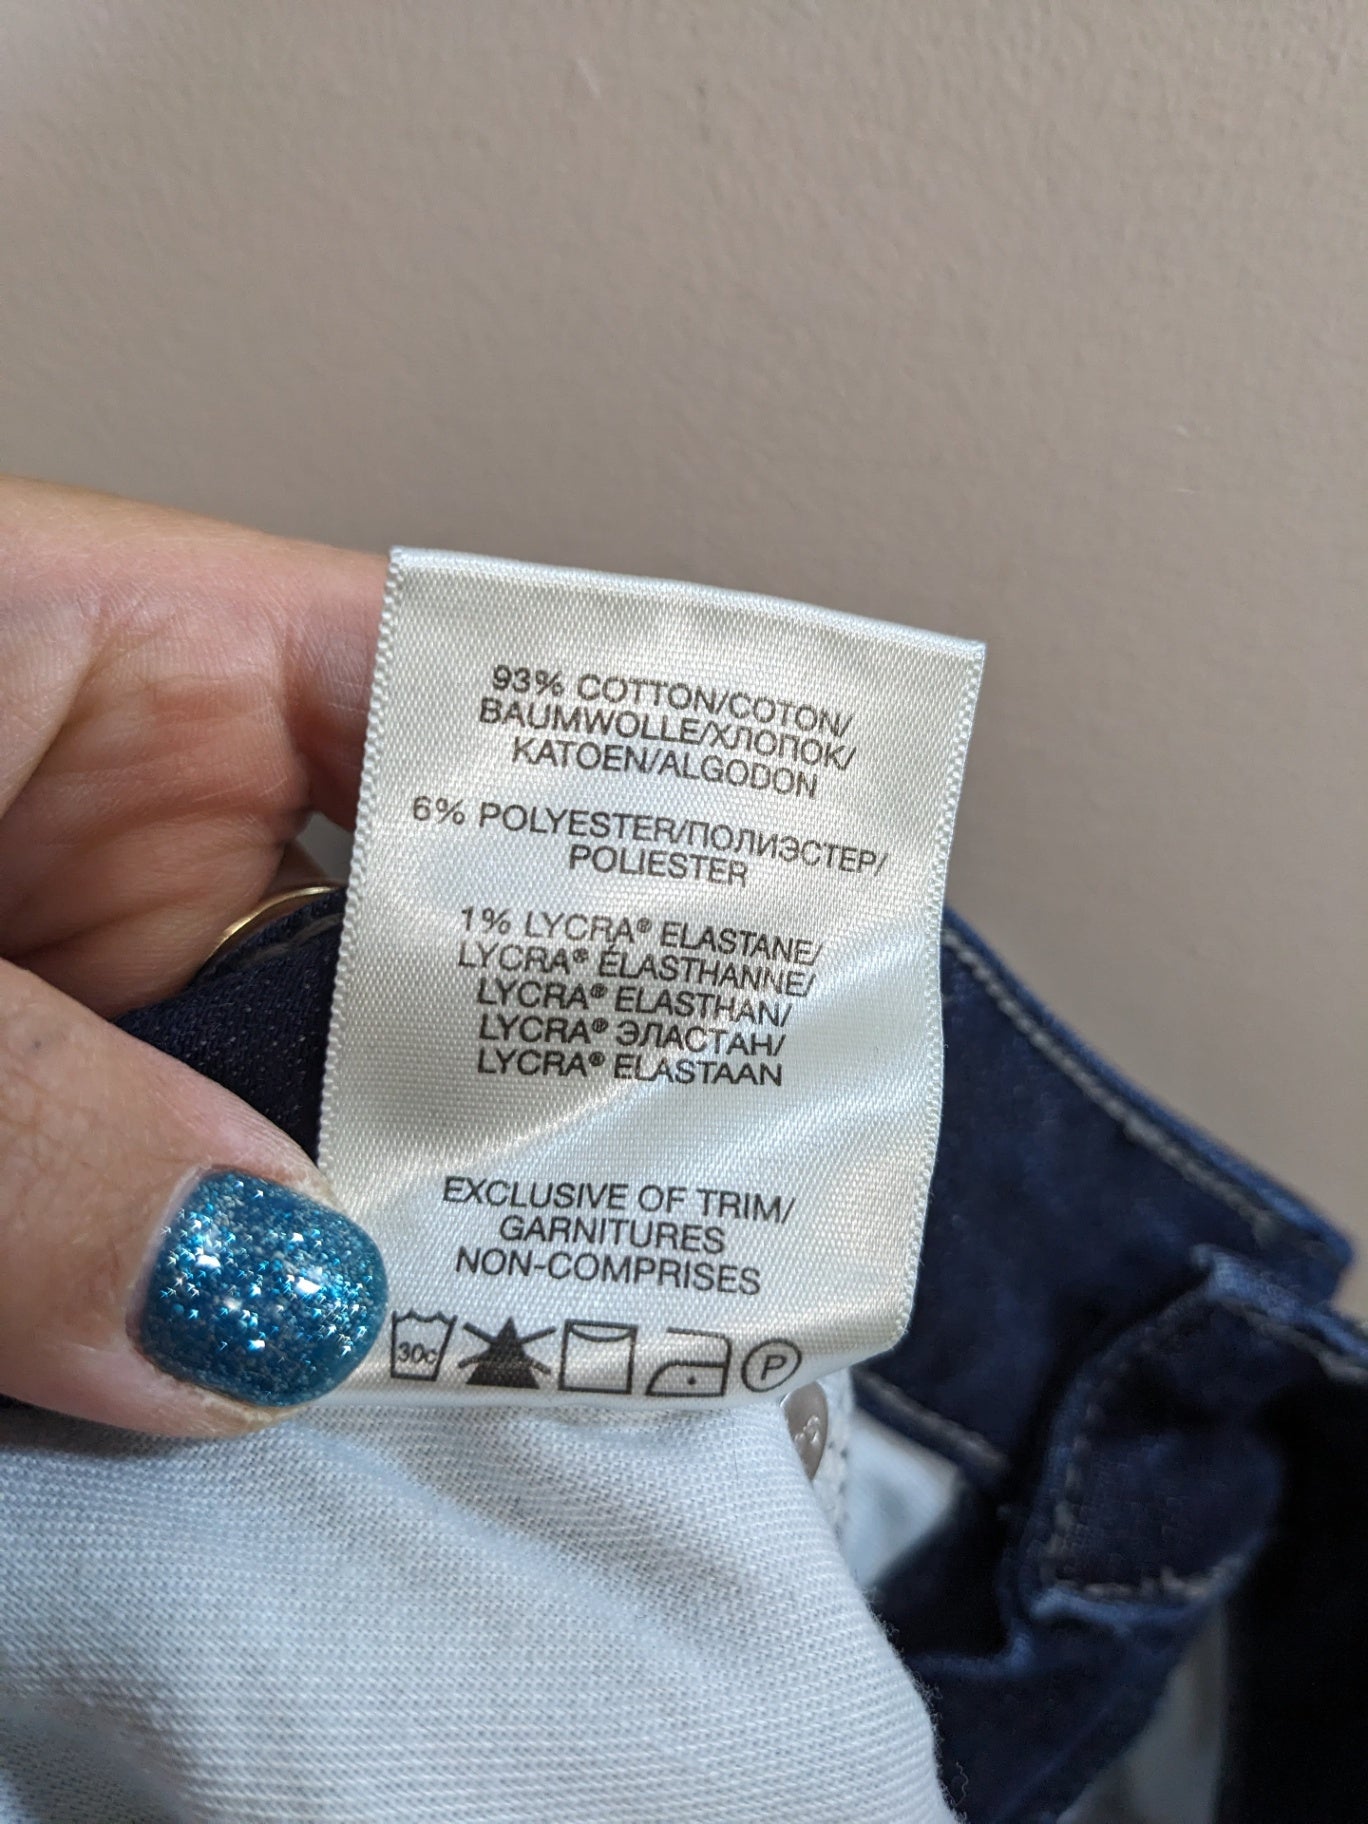 93% COTTON/COTON/
BAUMWOLLE/ХЛОПОК/
KATOEN/ALGODON
6% POLYESTER/ПОЛИЭСТЕР/
POLIESTER
1% LYCRA® ELASTANE/
LYCRA® ÉLASTHANNE/
LYCRA® ELASTHAN/
LYCRA® ЭЛАСТАН/
LYCRA® ELASTAAN
EXCLUSIVE OF TRIM/
GARNITURES
NON-COMPRISES
30c P